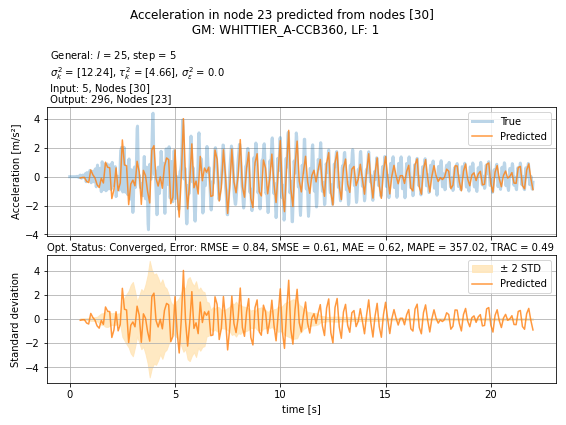 Acceleration in node 23 predicted from nodes [30]
GM: WHITTIER_A-CCB360, LF: 1
General: l = 25, step = 5
σ²ₖ = [12.24], τ²ₖ = [4.66], σ²ε = 0.0
Input: 5, Nodes [30]
Output: 296, Nodes [23]
Acceleration [m/s²]
4
2
0
−2
−4
True
Predicted
Opt. Status: Converged, Error: RMSE = 0.84, SMSE = 0.61, MAE = 0.62, MAPE = 357.02, TRAC = 0.49
Standard deviation
4
2
0
−2
−4
± 2 STD
Predicted
0 5 10 15 20
time [s]